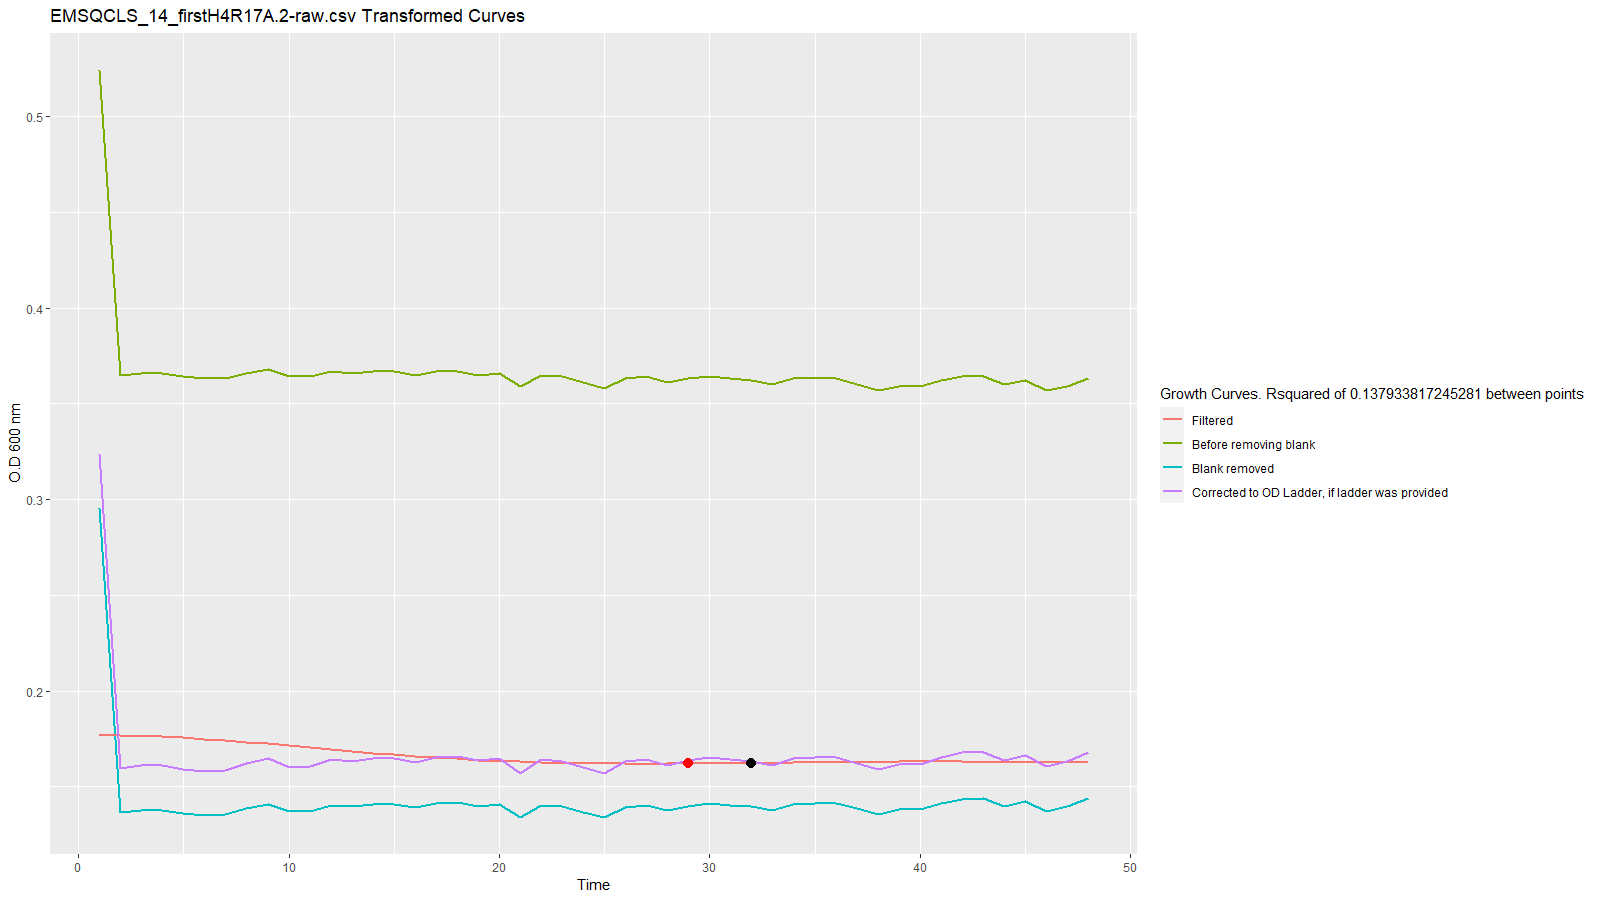 EMSQCLS_14_firstH4R17A.2-raw.csv Transformed Curves
0.5
0.4
0.3
0.2
O.D 600 nm
0
10
20
30
40
50
Time
Growth Curves. Rsquared of 0.137933817245281 between points
Filtered
Before removing blank
Blank removed
Corrected to OD Ladder, if ladder was provided